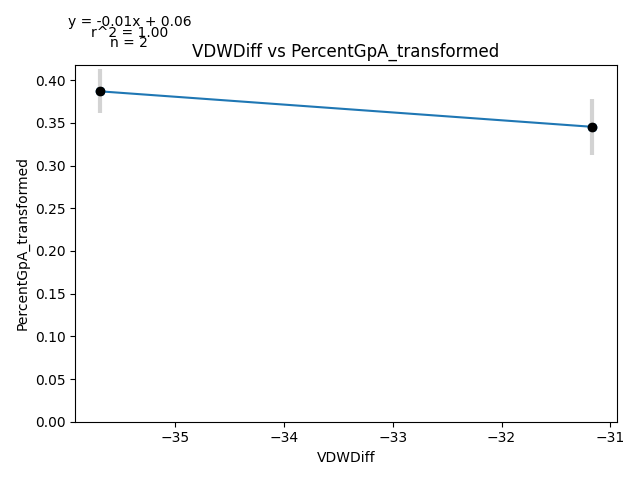 y = -0.01x + 0.06
r^2 = 1.00
n = 2
VDWDiff vs PercentGpA_transformed
PercentGpA_transformed
0.40
0.35
0.30
0.25
0.20
0.15
0.10
0.05
0.00
−35 −34 −33 −32 −31
VDWDiff